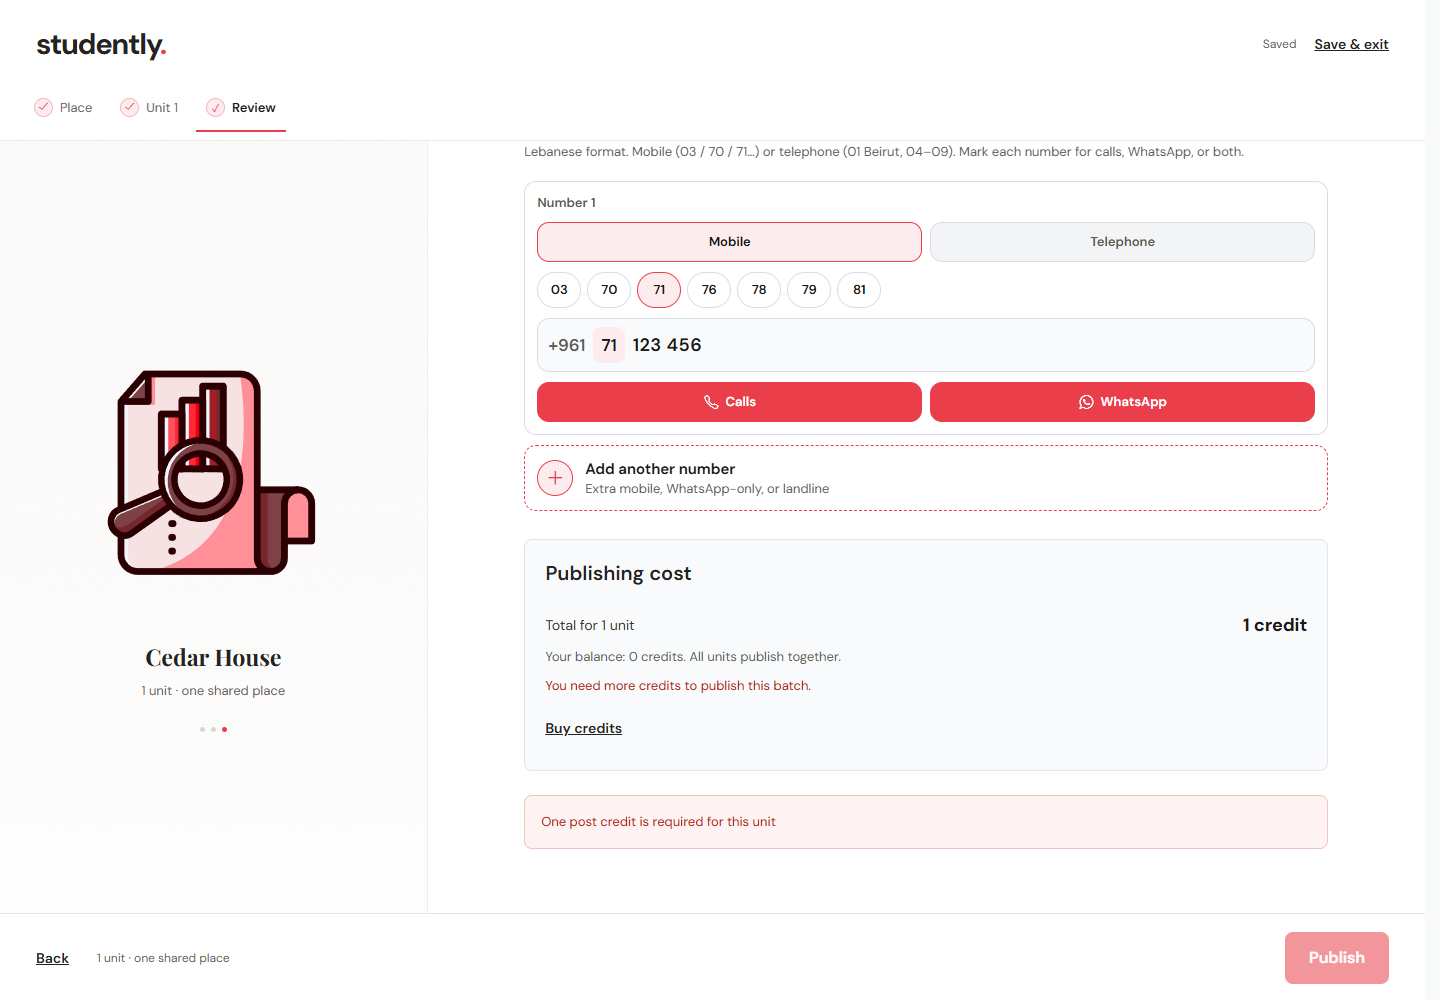 studently.
Saved
Save & exit
Place
Unit 1
Review
Lebanese format. Mobile (03 / 70 / 71…) or telephone (01 Beirut, 04–09). Mark each number for calls, WhatsApp, or both.
Number 1
Mobile
Telephone
03
70
71
76
78
79
81
+961 71 123 456
Calls
WhatsApp
Add another number
Extra mobile, WhatsApp-only, or landline
Cedar House
1 unit · one shared place
Publishing cost
Total for 1 unit
1 credit
Your balance: 0 credits. All units publish together.
You need more credits to publish this batch.
Buy credits
One post credit is required for this unit
Back
1 unit · one shared place
Publish